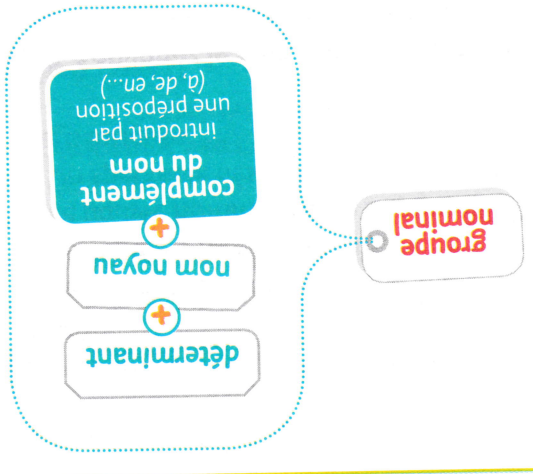 groupe
nominal
déterminant
+
nom noyau
+
complément
du nom
introduit par
une préposition
(à, de, en…)